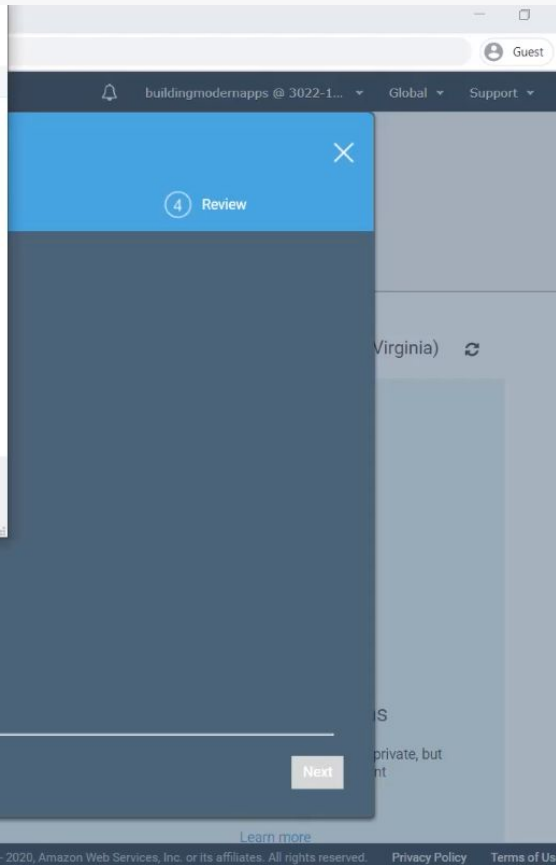 Guest
buildingmodernapps @ 3022-1... Global Support
4 Review
Virginia)
private, but
Next
Learn more
- 2020, Amazon Web Services, Inc. or its affiliates. All rights reserved. Privacy Policy Terms of Us